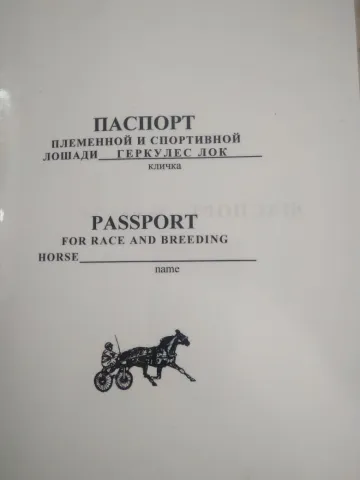 ПАСПОРТ
ПЛЕМЕННОЙ И СПОРТИВНОЙ
ЛОШАДИ ГЕРКУЛЕС ЛОК
кличка
PASSPORT
FOR RACE AND BREEDING
HORSE
name